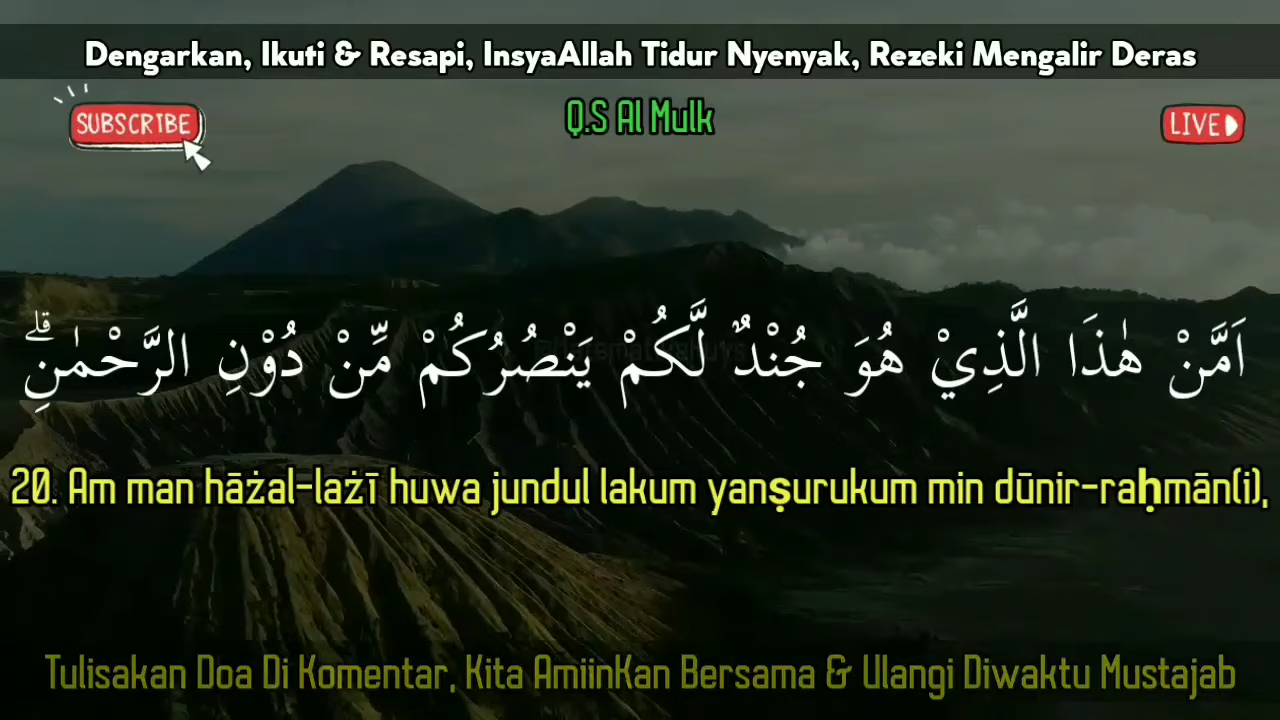 Dengarkan, Ikuti & Resapi, InsyaAllah Tidur Nyenyak, Rezeki Mengalir Deras
SUBSCRIBE
Q.S Al Mulk
LIVE
اَمَّنْ هٰذَا الَّذِيْ هُوَ جُنْدٌ لَّكُمْ يَنْصُرُكُمْ مِّنْ دُوْنِ الرَّحْمٰنِۗ
20. Am man hāżal-lażī huwa jundul lakum yanṣurukum min dūnir-raḥmān(i),
Tulisakan Doa Di Komentar, Kita AmiinKan Bersama & Ulangi Diwaktu Mustajab